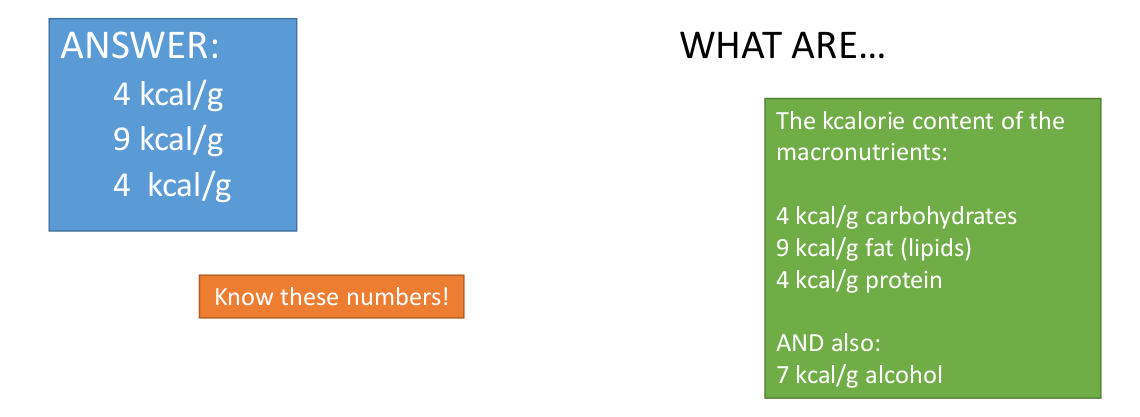 ANSWER:
4 kcal/g
9 kcal/g
4  kcal/g
Know these numbers!
WHAT ARE…
The kcalorie content of the
macronutrients:
4 kcal/g carbohydrates
9 kcal/g fat (lipids)
4 kcal/g protein
AND also:
7 kcal/g alcohol